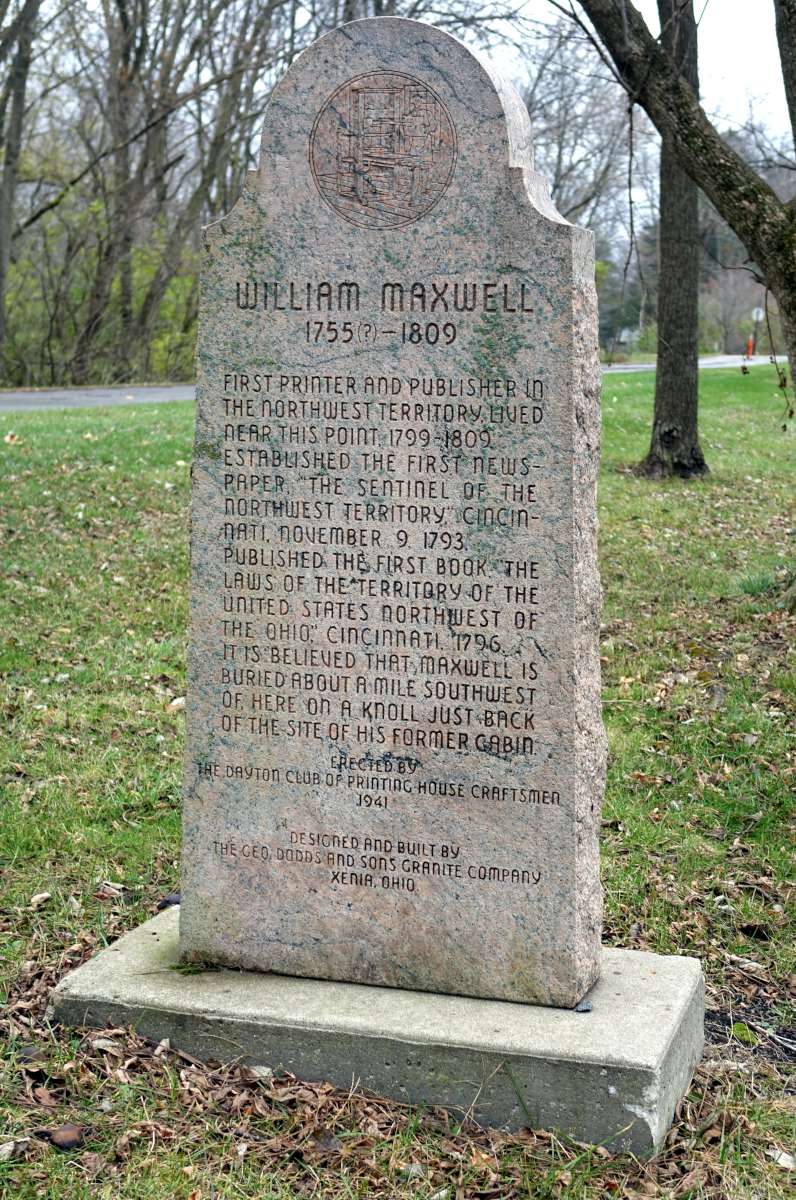 WILLIAM MAXWELL
1755(?)-1809
FIRST PRINTER AND PUBLISHER IN
THE NORTHWEST TERRITORY, LIVED
NEAR THIS POINT, 1799-1809.
ESTABLISHED THE FIRST NEWS-
PAPER, "THE SENTINEL OF THE
NORTHWEST TERRITORY," CINCIN-
NATI, NOVEMBER 9, 1793.
PUBLISHED THE FIRST BOOK, "THE
LAWS OF THE TERRITORY OF THE
UNITED STATES NORTHWEST OF
THE OHIO," CINCINNATI, 1796.
IT IS BELIEVED THAT MAXWELL IS
BURIED ABOUT A MILE SOUTHWEST
OF HERE ON A KNOLL JUST BACK
OF THE SITE OF HIS FORMER CABIN.
ERECTED BY
THE DAYTON CLUB OF PRINTING HOUSE CRAFTSMEN
1941
DESIGNED AND BUILT BY
THE GEO. DODDS AND SONS GRANITE COMPANY
XENIA, OHIO